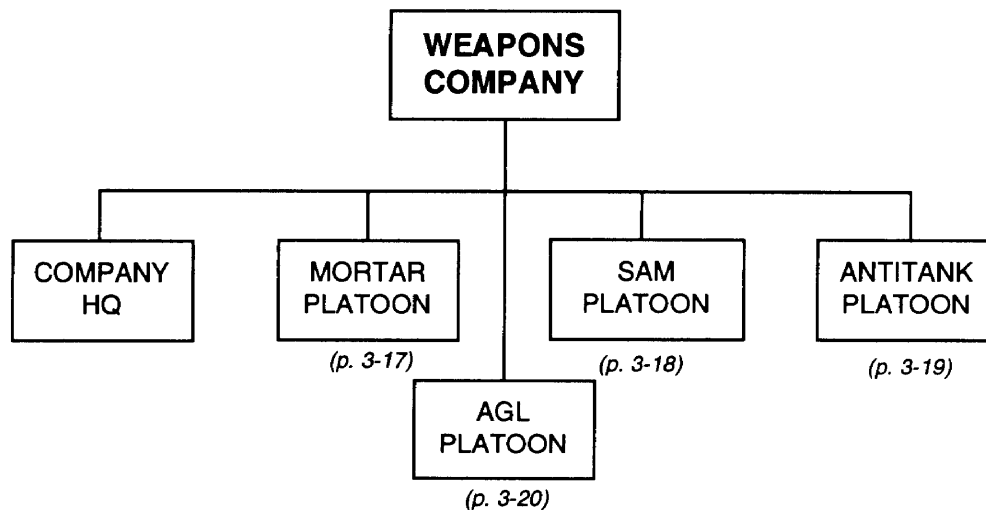 WEAPONS
COMPANY
COMPANY
HQ
MORTAR
PLATOON
(p. 3-17)
SAM
PLATOON
(p. 3-18)
ANTITANK
PLATOON
(p. 3-19)
AGL
PLATOON
(p. 3-20)